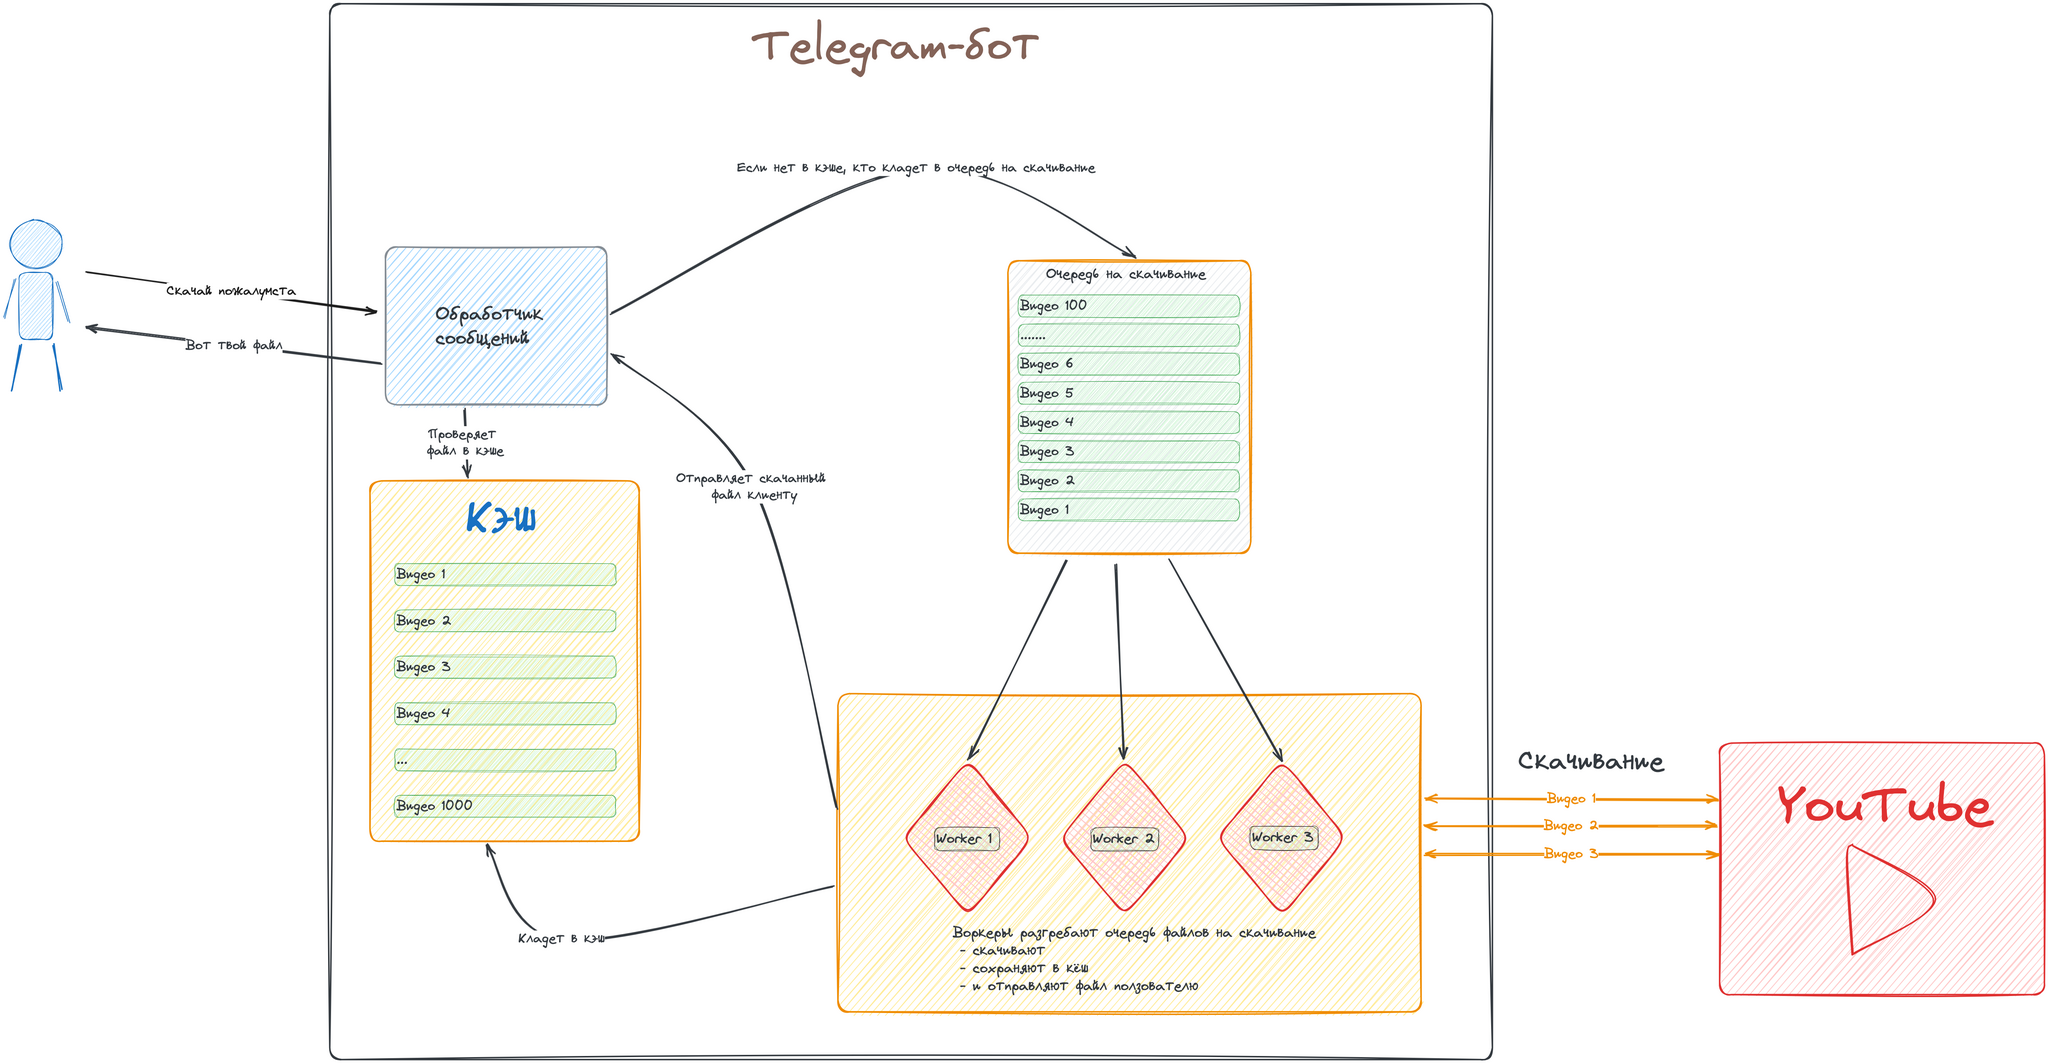 Telegram-бот
Если нет в кэше, кто кладет в очередь на скачивание
Скачай пожалумста
Вот твой файл
Обработчик
сообщений
Проверяет
файл в кэше
Кэш
Видео 1
Видео 2
Видео 3
Видео 4
...
Видео 1000
Отправляет скачанный
файл клиенту
Кладет в кэш
Очередь на скачивание
Видео 100
.......
Видео 6
Видео 5
Видео 4
Видео 3
Видео 2
Видео 1
Worker 1
Worker 2
Worker 3
Воркеры разгребают очередь файлов на скачивание
- скачивают
- сохраняют в кёш
- и отправляют файл ползователю
Скачивание
Видео 1
Видео 2
Видео 3
YouTube